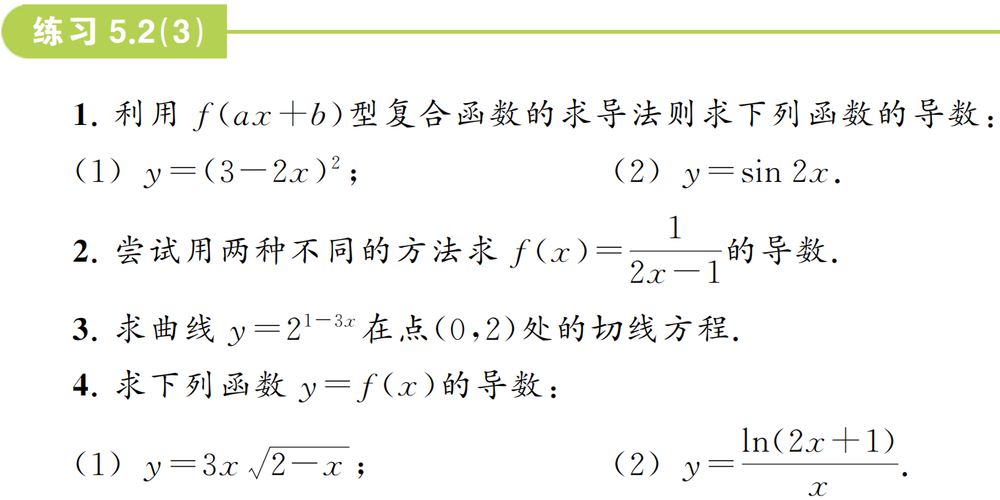 练习 5.2(3)
1. 利用 f(ax+b)型复合函数的求导法则求下列函数的导数：
(1) y=(3-2x)²； (2) y=sin 2x.
2. 尝试用两种不同的方法求 f(x)=1/(2x-1)的导数.
3. 求曲线 y=2^{1-3x}在点(0,2)处的切线方程.
4. 求下列函数 y=f(x)的导数：
(1) y=3x√(2-x)； (2) y=ln(2x+1)/x.